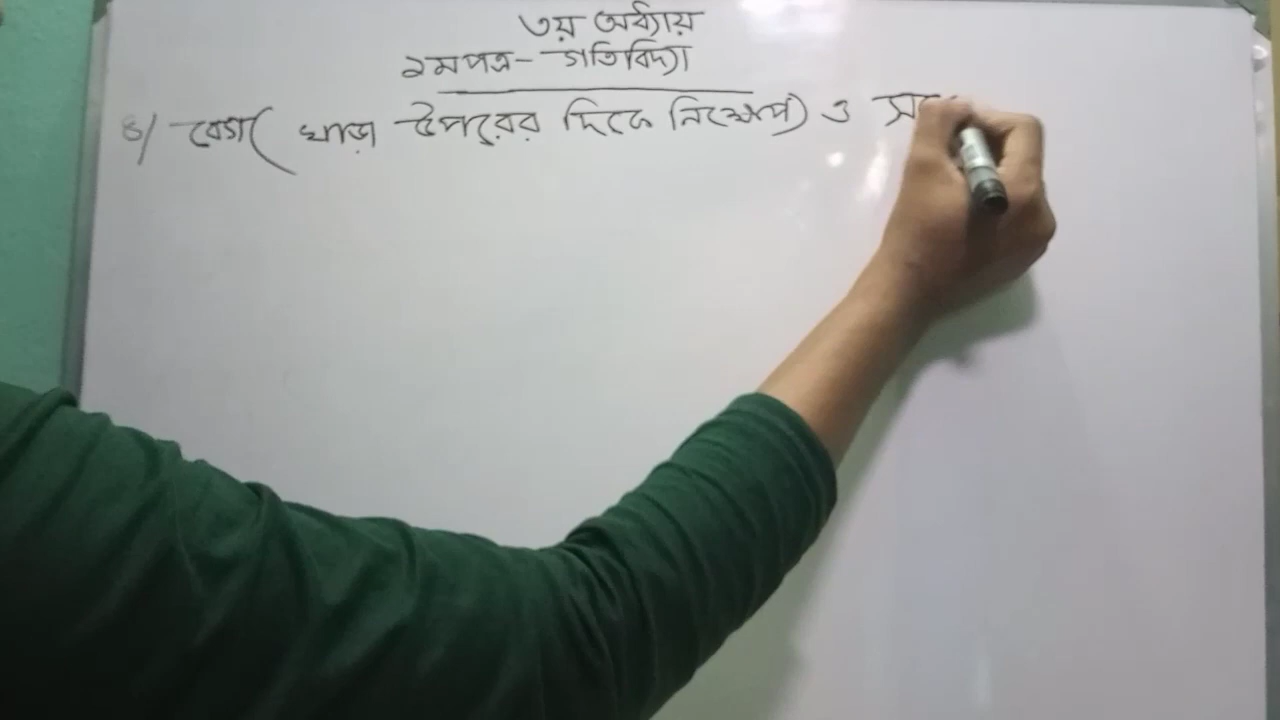 ৩য় অধ্যায়
১মপত্র- গতিবিদ্যা
৪/ বেগ ( খাড়া উপরের দিকে নিক্ষেপ) ও